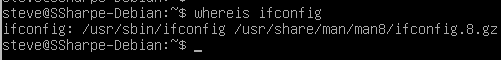 steve@SSharpe-Debian:~$ whereis ifconfig
ifconfig: /usr/sbin/ifconfig /usr/share/man/man8/ifconfig.8.gz
steve@SSharpe-Debian:~$ _